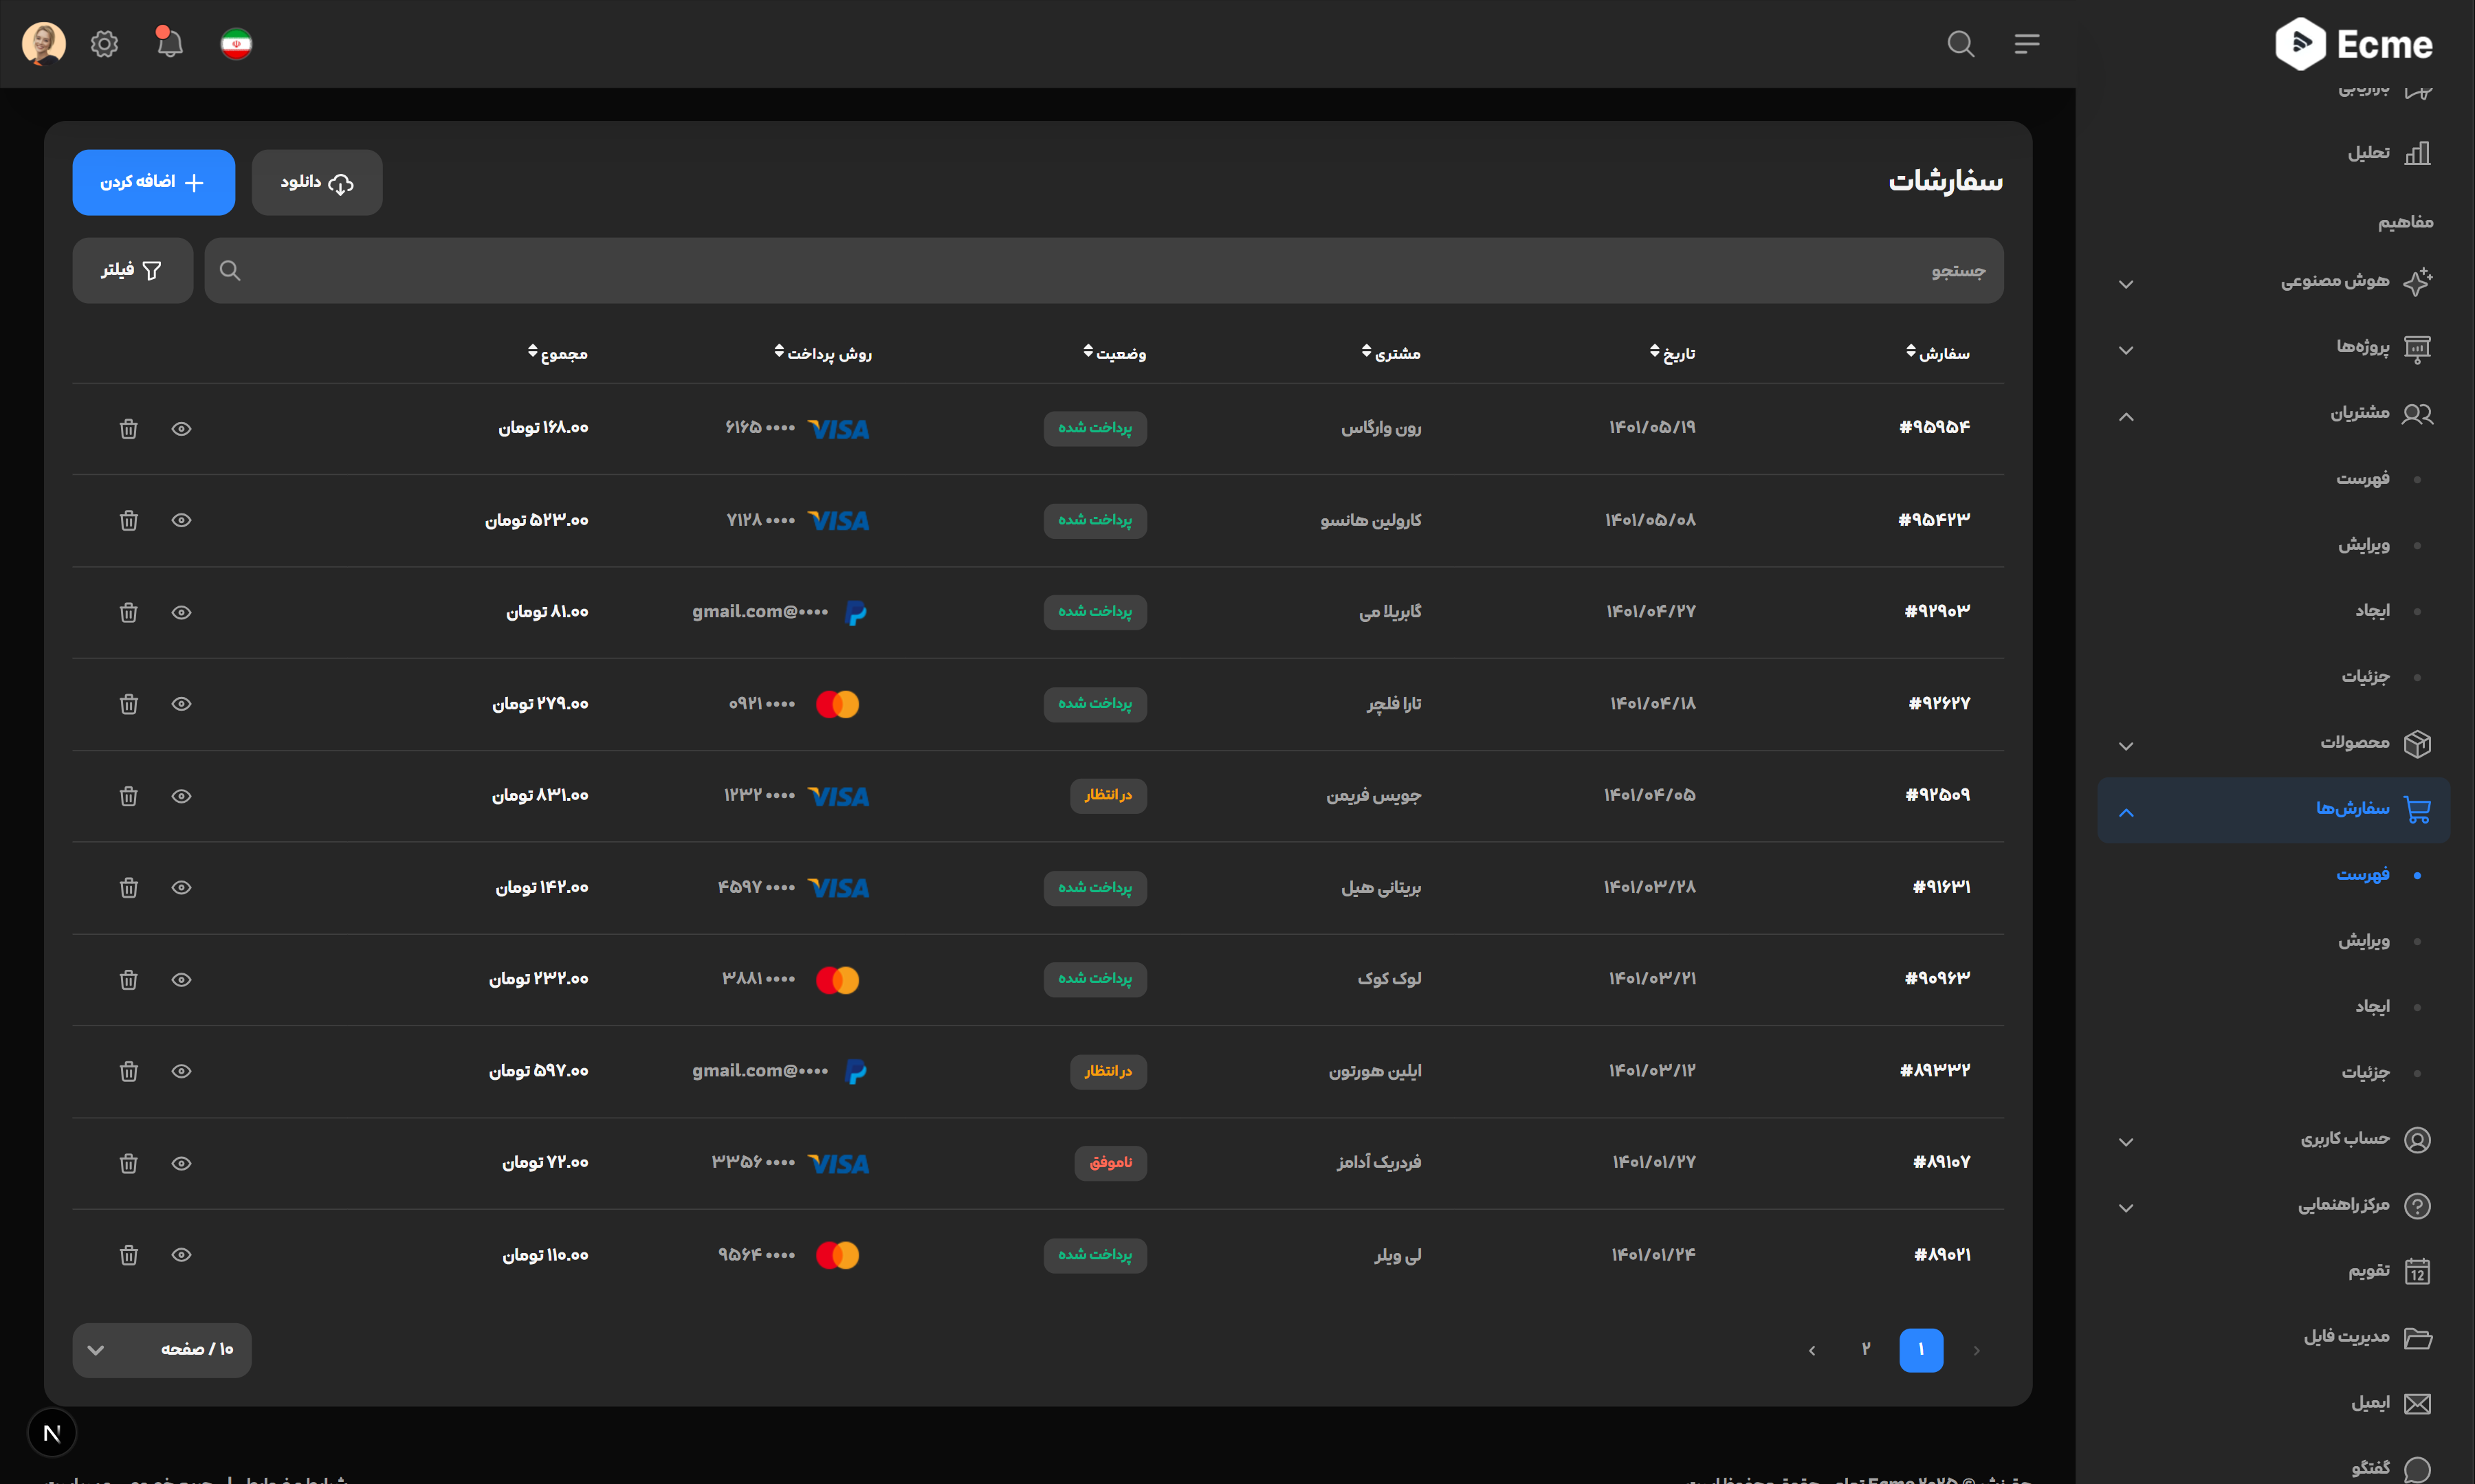 Ecme
تحلیل
مفاهیم
هوش مصنوعی
پروژه‌ها
مشتریان
فهرست
ویرایش
ایجاد
جزئیات
محصولات
سفارش‌ها
فهرست
ویرایش
ایجاد
جزئیات
حساب کاربری
مرکز راهنمایی
تقویم
12
مدیریت فایل
ایمیل
گفتگو
سفارشات
دانلود
اضافه کردن
جستجو
فیلتر
سفارش تاریخ مشتری وضعیت روش پرداخت مجموع
#۹۵۹۵۴ ۱۴۰۱/۰۵/۱۹ رون وارگاس پرداخت شده VISA •••• ۶۱۶۵ ۱۶۸.۰۰ تومان
#۹۵۴۲۳ ۱۴۰۱/۰۵/۰۸ کارولین هانسو پرداخت شده VISA •••• ۷۱۲۸ ۵۲۳.۰۰ تومان
#۹۲۹۰۳ ۱۴۰۱/۰۴/۲۷ گابریلا می پرداخت شده ••••@gmail.com ۸۱.۰۰ تومان
#۹۲۶۲۷ ۱۴۰۱/۰۴/۱۸ تارا فلچر پرداخت شده •••• ۰۹۲۱ ۲۷۹.۰۰ تومان
#۹۲۵۰۹ ۱۴۰۱/۰۴/۰۵ جویس فریمن در انتظار VISA •••• ۱۲۳۲ ۸۳۱.۰۰ تومان
#۹۱۶۳۱ ۱۴۰۱/۰۳/۲۸ بریتانی هیل پرداخت شده VISA •••• ۴۵۹۷ ۱۴۲.۰۰ تومان
#۹۰۹۶۳ ۱۴۰۱/۰۳/۲۱ لوک کوک پرداخت شده •••• ۳۸۸۱ ۲۳۲.۰۰ تومان
#۸۹۳۳۲ ۱۴۰۱/۰۳/۱۲ ایلین هورتون در انتظار ••••@gmail.com ۵۹۷.۰۰ تومان
#۸۹۱۰۷ ۱۴۰۱/۰۱/۲۷ فردریک آدامز ناموفق VISA •••• ۳۳۵۶ ۷۲.۰۰ تومان
#۸۹۰۲۱ ۱۴۰۱/۰۱/۲۴ لی ویلر پرداخت شده •••• ۹۵۶۴ ۱۱۰.۰۰ تومان
۱ ۲
۱۰ / صفحه
N